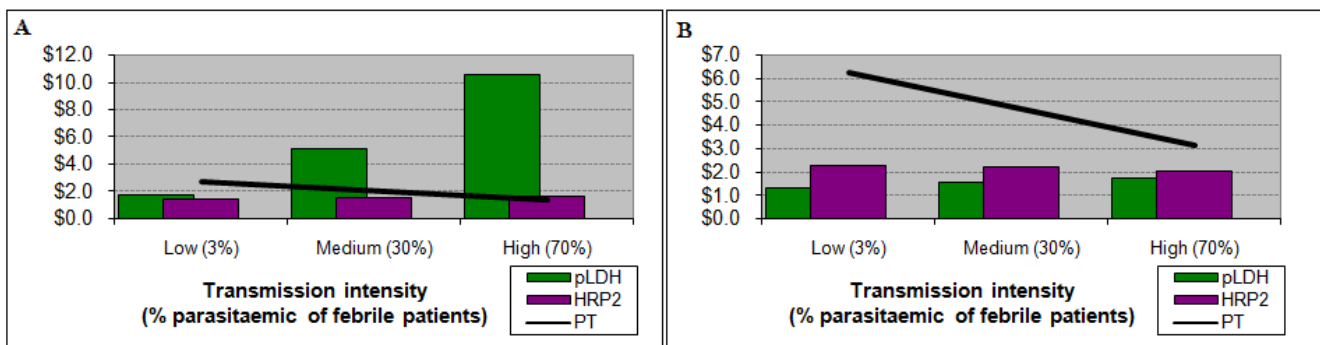 A
$12.0
$10.0
$8.0
$6.0
$4.0
$2.0
$0.0
Low (3%) Medium (30%) High (70%)
Transmission intensity
(% parasitaemic of febrile patients)
pLDH
HRP2
PT
B
$7.0
$6.0
$5.0
$4.0
$3.0
$2.0
$1.0
$0.0
Low (3%) Medium (30%) High (70%)
Transmission intensity
(% parasitaemic of febrile patients)
pLDH
HRP2
PT